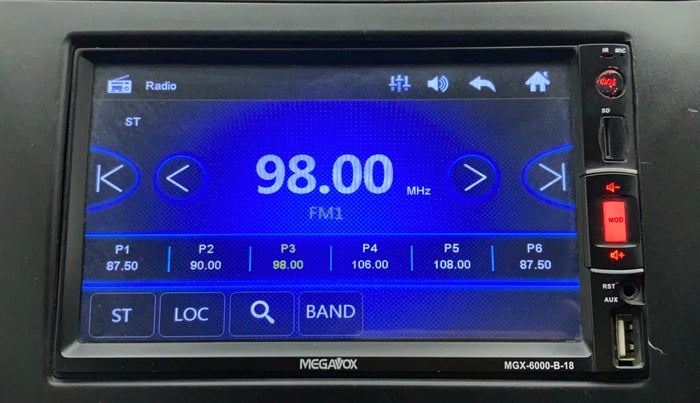 Radio
IR MIC
SD
ST
98.00 MHz
FM1
MOD
P1 P2 P3 P4 P5 P6
87.50 90.00 98.00 106.00 108.00 87.50
RST
AUX
ST LOC BAND
MEGAVOX
MGX-6000-B-18